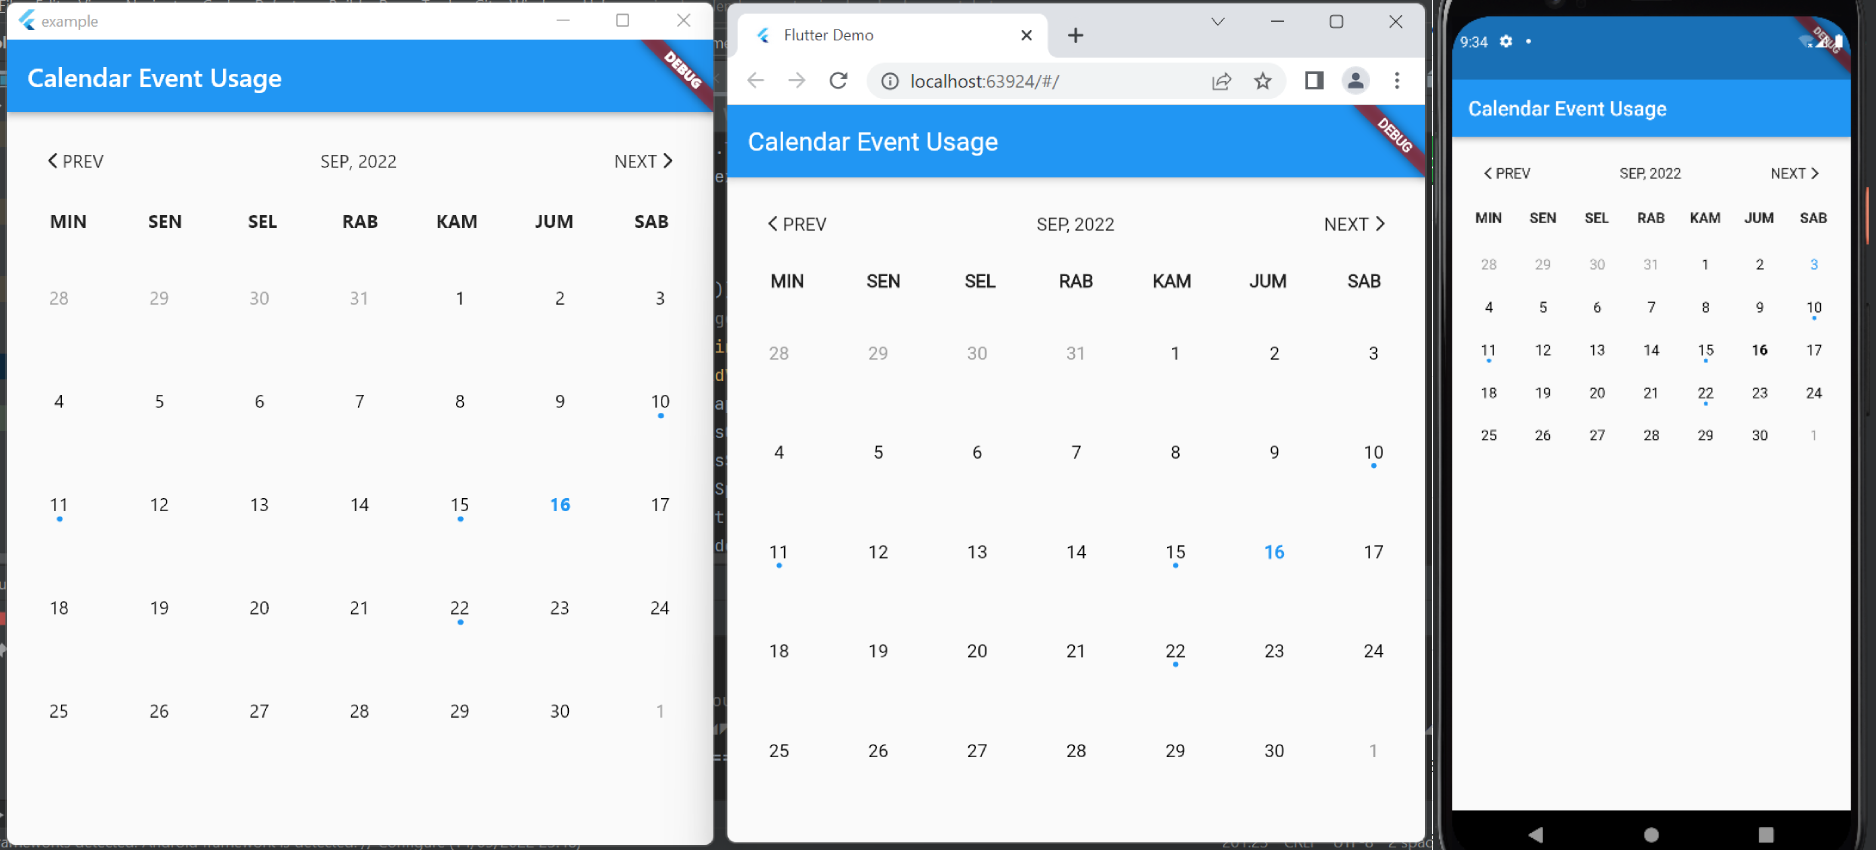 example
Calendar Event Usage
DEBUG
PREV
SEP, 2022
NEXT
MIN SEN SEL RAB KAM JUM SAB
28 29 30 31 1 2 3
4 5 6 7 8 9 10
11 12 13 14 15 16 17
18 19 20 21 22 23 24
25 26 27 28 29 30 1
Flutter Demo
localhost:63924/#/
Calendar Event Usage
DEBUG
PREV
SEP, 2022
NEXT
MIN SEN SEL RAB KAM JUM SAB
28 29 30 31 1 2 3
4 5 6 7 8 9 10
11 12 13 14 15 16 17
18 19 20 21 22 23 24
25 26 27 28 29 30 1
9:34
DEBUG
Calendar Event Usage
PREV
SEP, 2022
NEXT
MIN SEN SEL RAB KAM JUM SAB
28 29 30 31 1 2 3
4 5 6 7 8 9 10
11 12 13 14 15 16 17
18 19 20 21 22 23 24
25 26 27 28 29 30 1